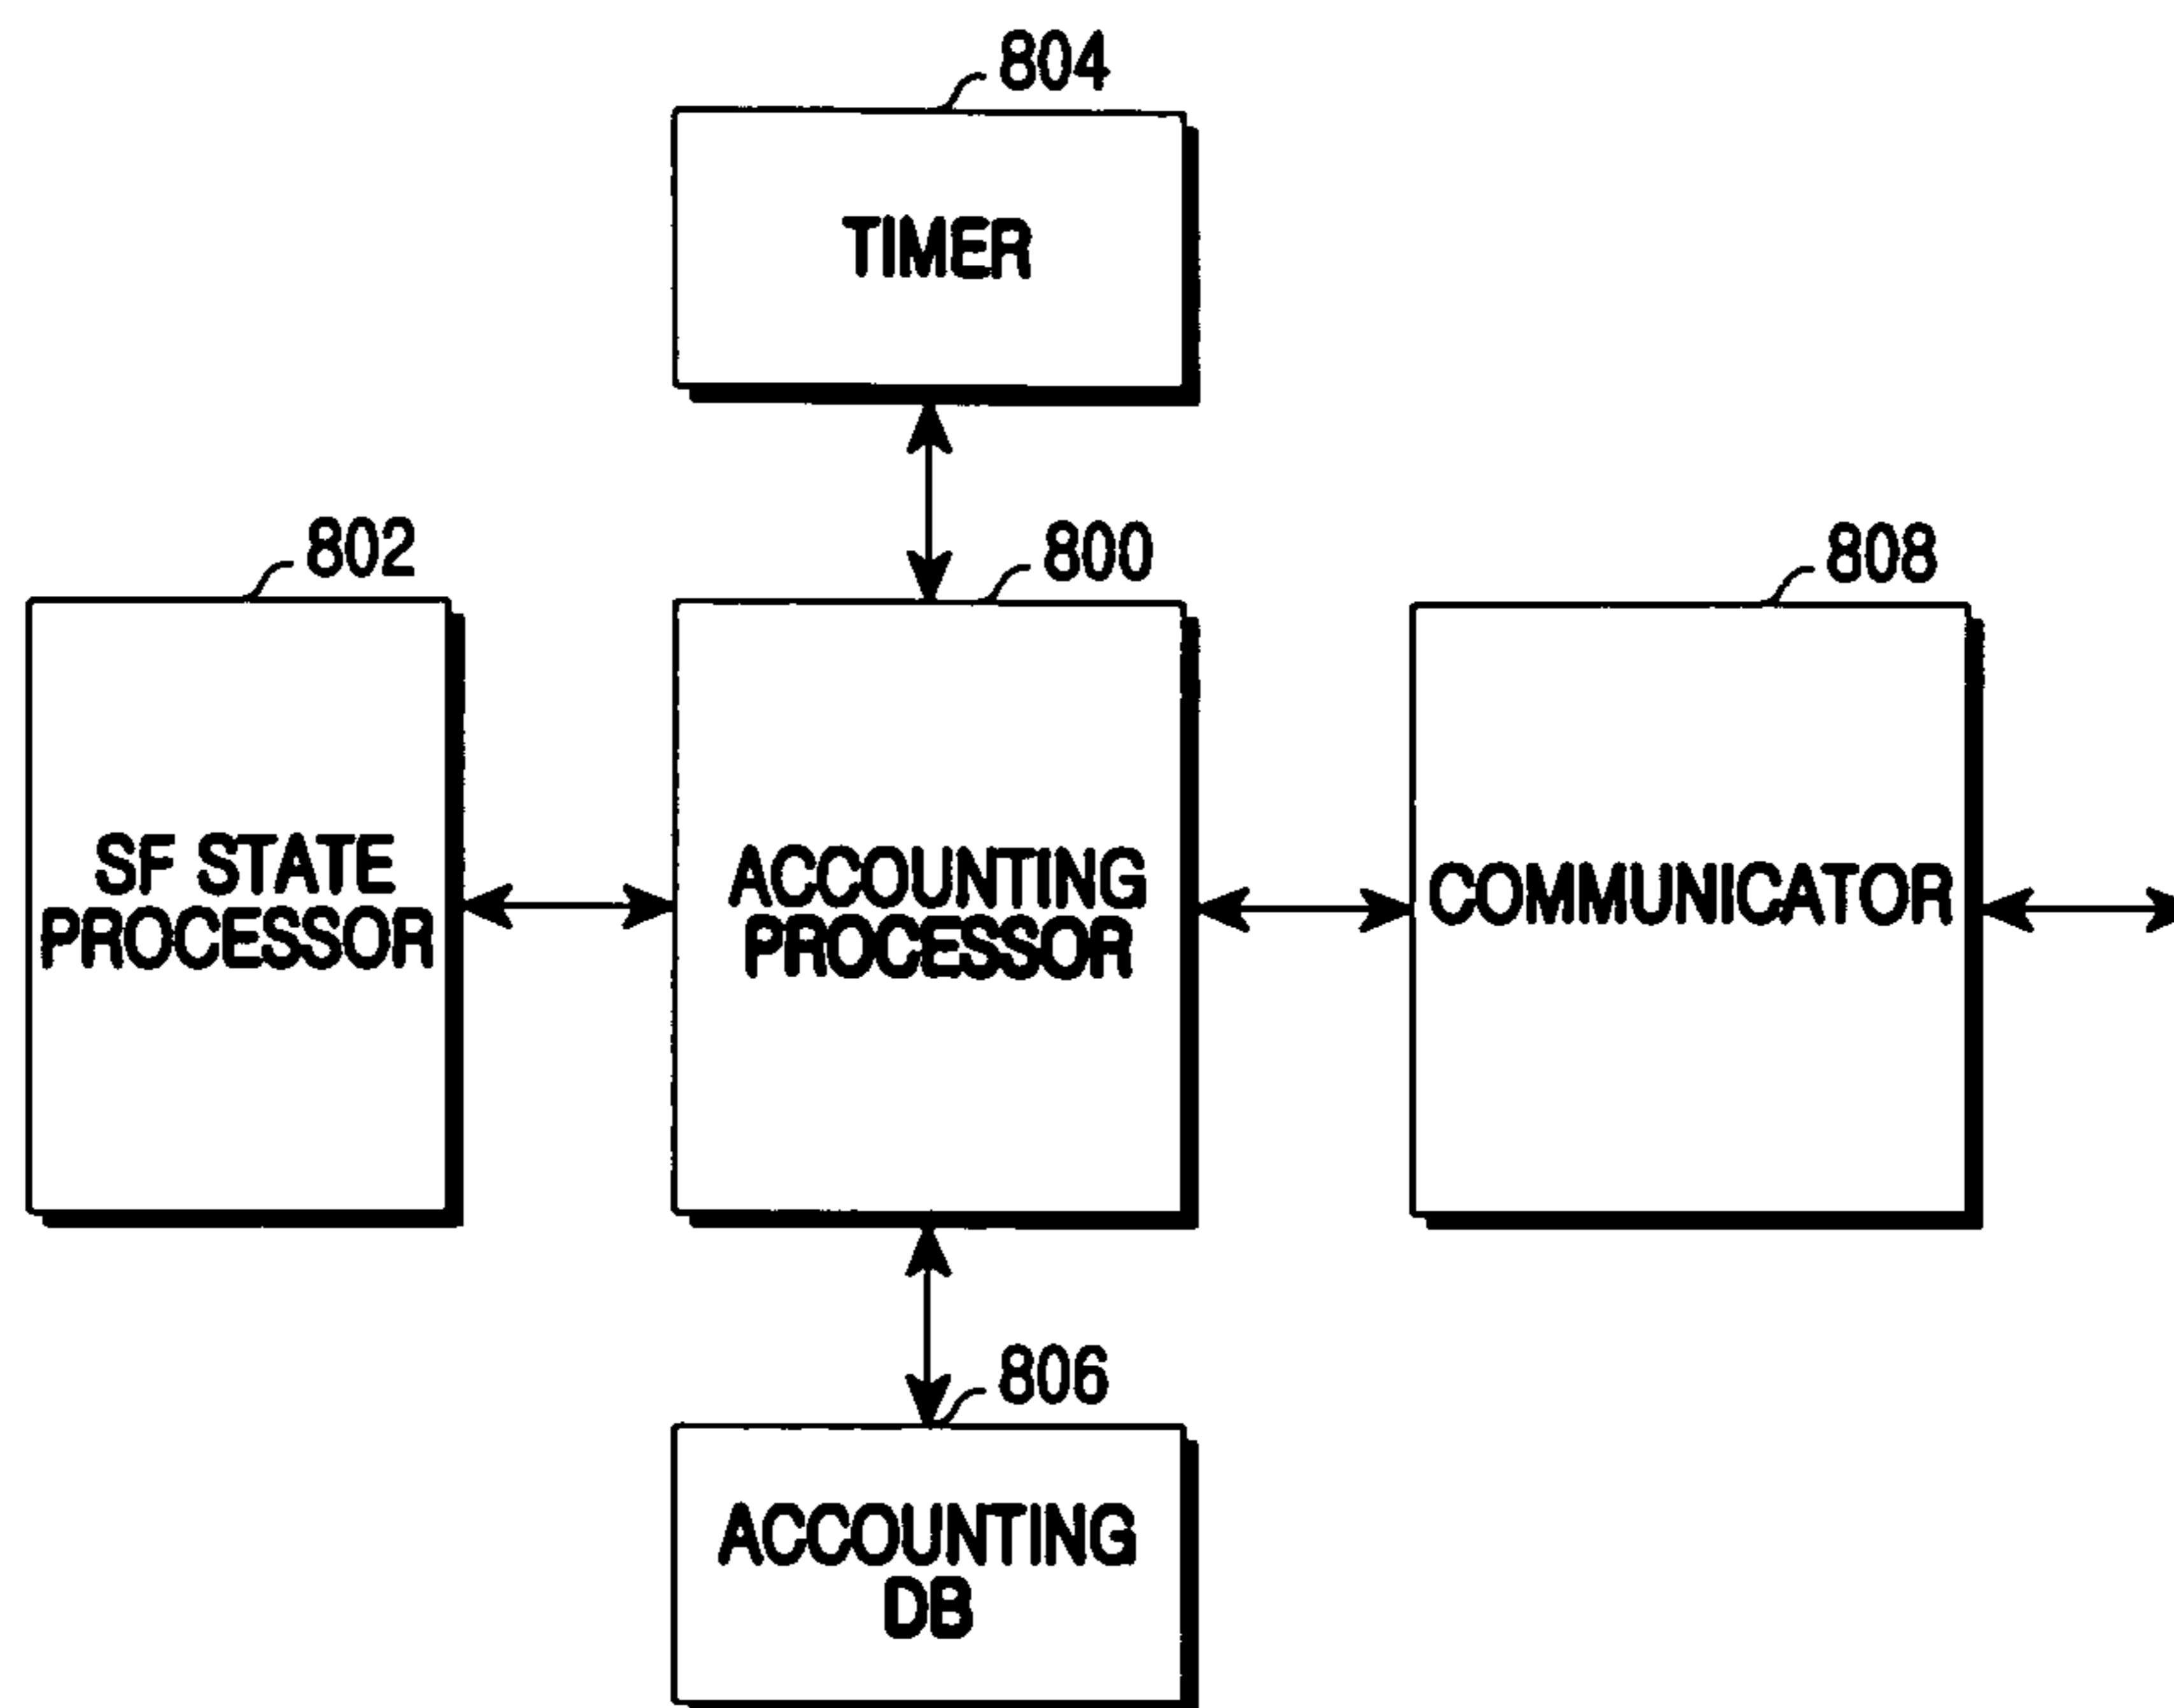 804
TIMER
802
800
808
SF STATE
PROCESSOR
ACCOUNTING
PROCESSOR
COMMUNICATOR
806
ACCOUNTING
DB